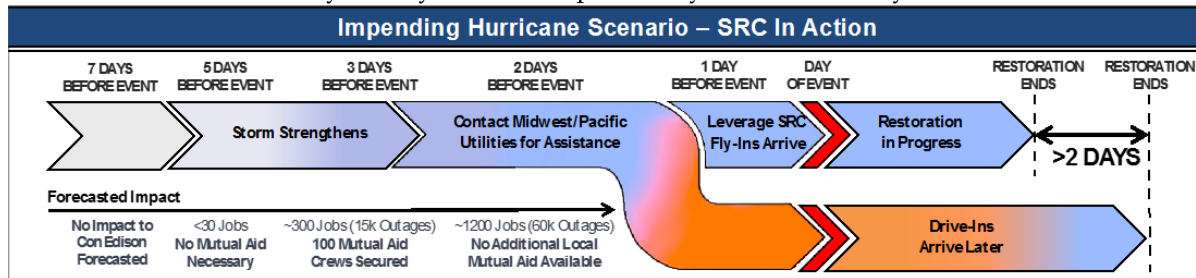 Impending Hurricane Scenario – SRC In Action
7 DAYS
BEFORE EVENT
5 DAYS
BEFORE EVENT
3 DAYS
BEFORE EVENT
2 DAYS
BEFORE EVENT
1 DAY
BEFORE EVENT
DAY
OF EVENT
RESTORATION
ENDS
RESTORATION
ENDS
Storm Strengthens
Contact Midwest/Pacific
Utilities for Assistance
Leverage SRC
Fly-Ins Arrive
Restoration
in Progress
>2 DAYS
Forecasted Impact
No Impact to
Con Edison
Forecasted
<30 Jobs
No Mutual Aid
Necessary
~300 Jobs (15k Outages)
100 Mutual Aid
Crews Secured
~1200 Jobs (60k Outages)
No Additional Local
Mutual Aid Available
Drive-Ins
Arrive Later